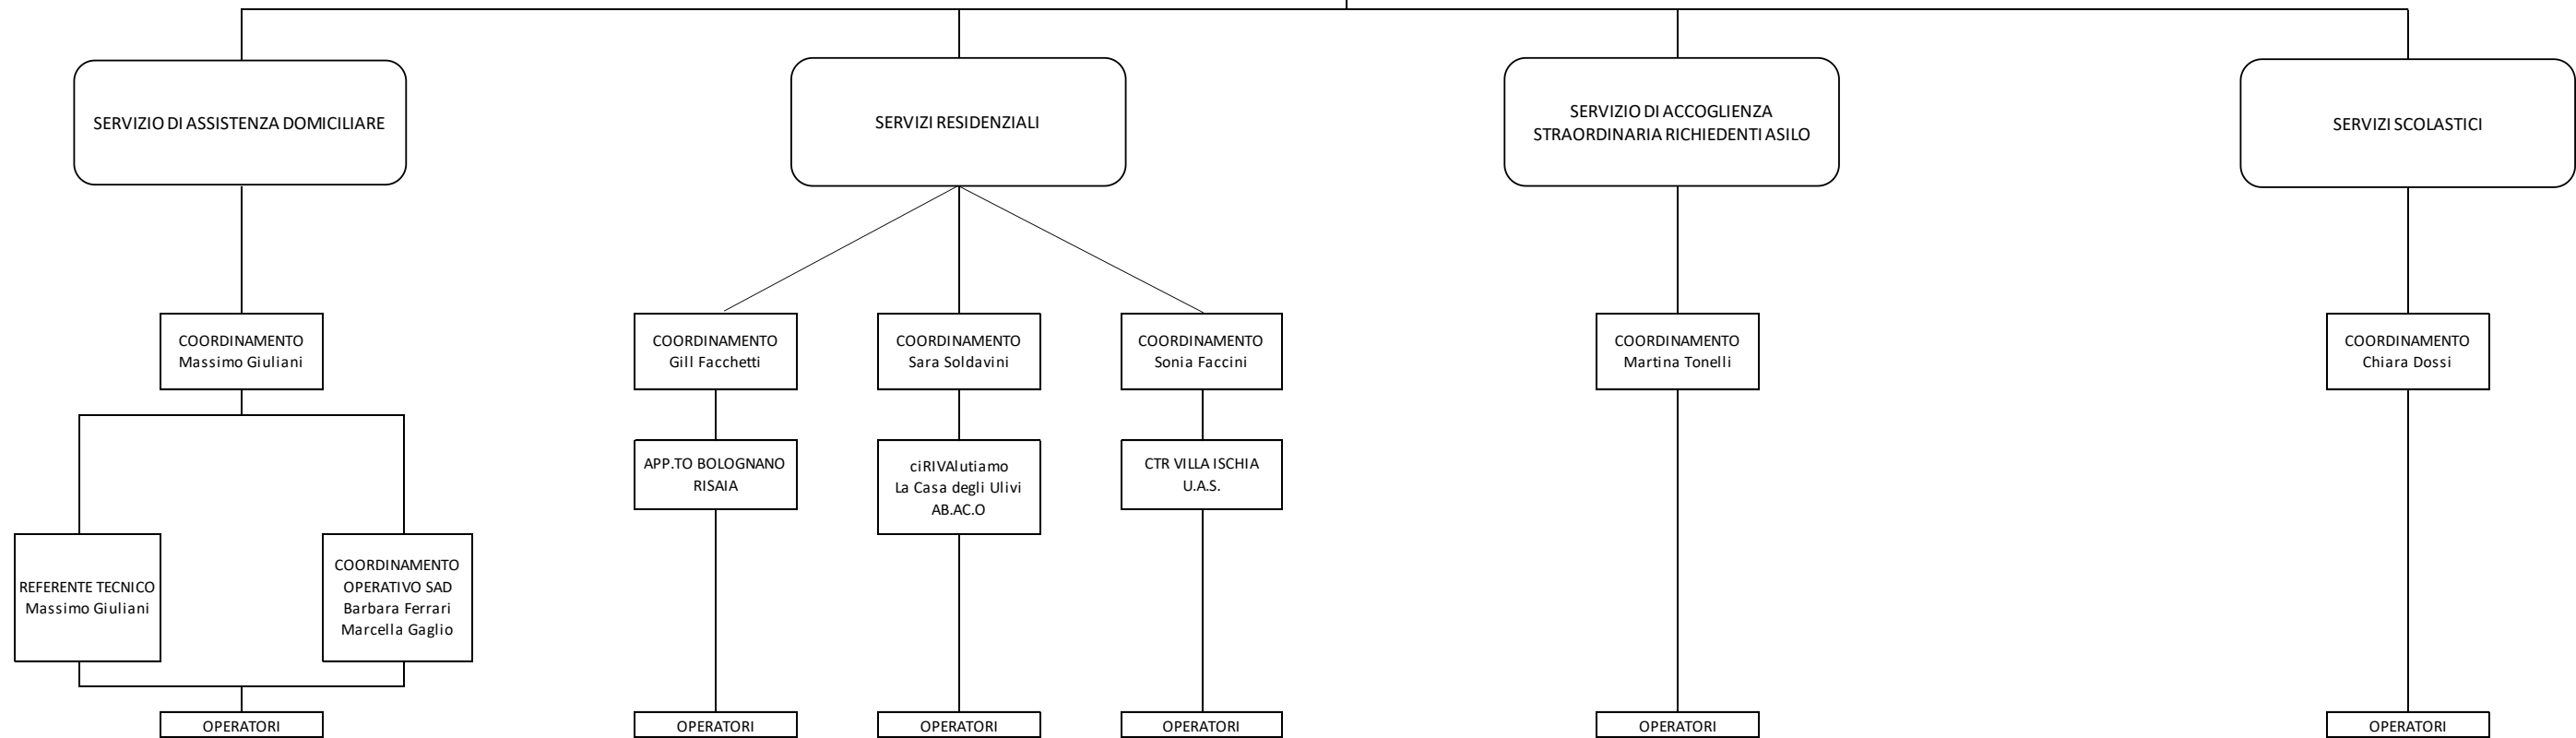 SERVIZIO DI ASSISTENZA DOMICILIARE
SERVIZI RESIDENZIALI
SERVIZIO DI ACCOGLIENZA
STRAORDINARIA RICHIEDENTI ASILO
SERVIZI SCOLASTICI
COORDINAMENTO
Massimo Giuliani
COORDINAMENTO
Gill Facchetti
COORDINAMENTO
Sara Soldavini
COORDINAMENTO
Sonia Faccini
COORDINAMENTO
Martina Tonelli
COORDINAMENTO
Chiara Dossi
APP.TO BOLOGNANO
RISAIA
ciRIVAlutiamo
La Casa degli Ulivi
AB.AC.O
CTR VILLA ISCHIA
U.A.S.
REFERENTE TECNICO
Massimo Giuliani
COORDINAMENTO
OPERATIVO SAD
Barbara Ferrari
Marcella Gaglio
OPERATORI
OPERATORI
OPERATORI
OPERATORI
OPERATORI
OPERATORI